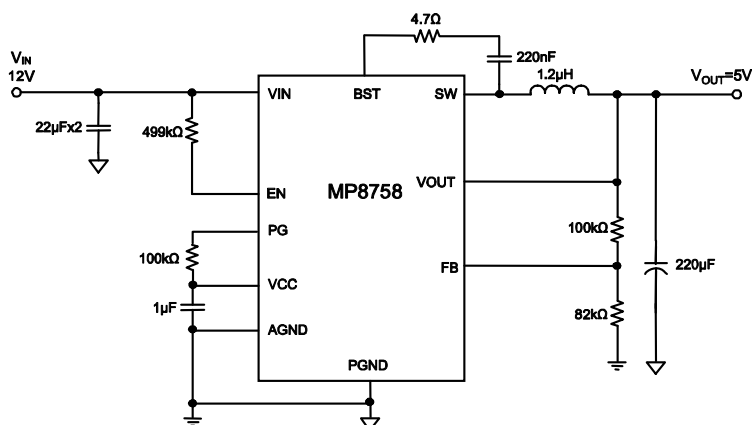 4.7Ω
220nF
1.2µH
VIN
12V
VOUT=5V
VIN
BST
SW
22µFx2
499kΩ
EN
MP8758
VOUT
PG
100kΩ
100kΩ
FB
220µF
VCC
1µF
82kΩ
AGND
PGND